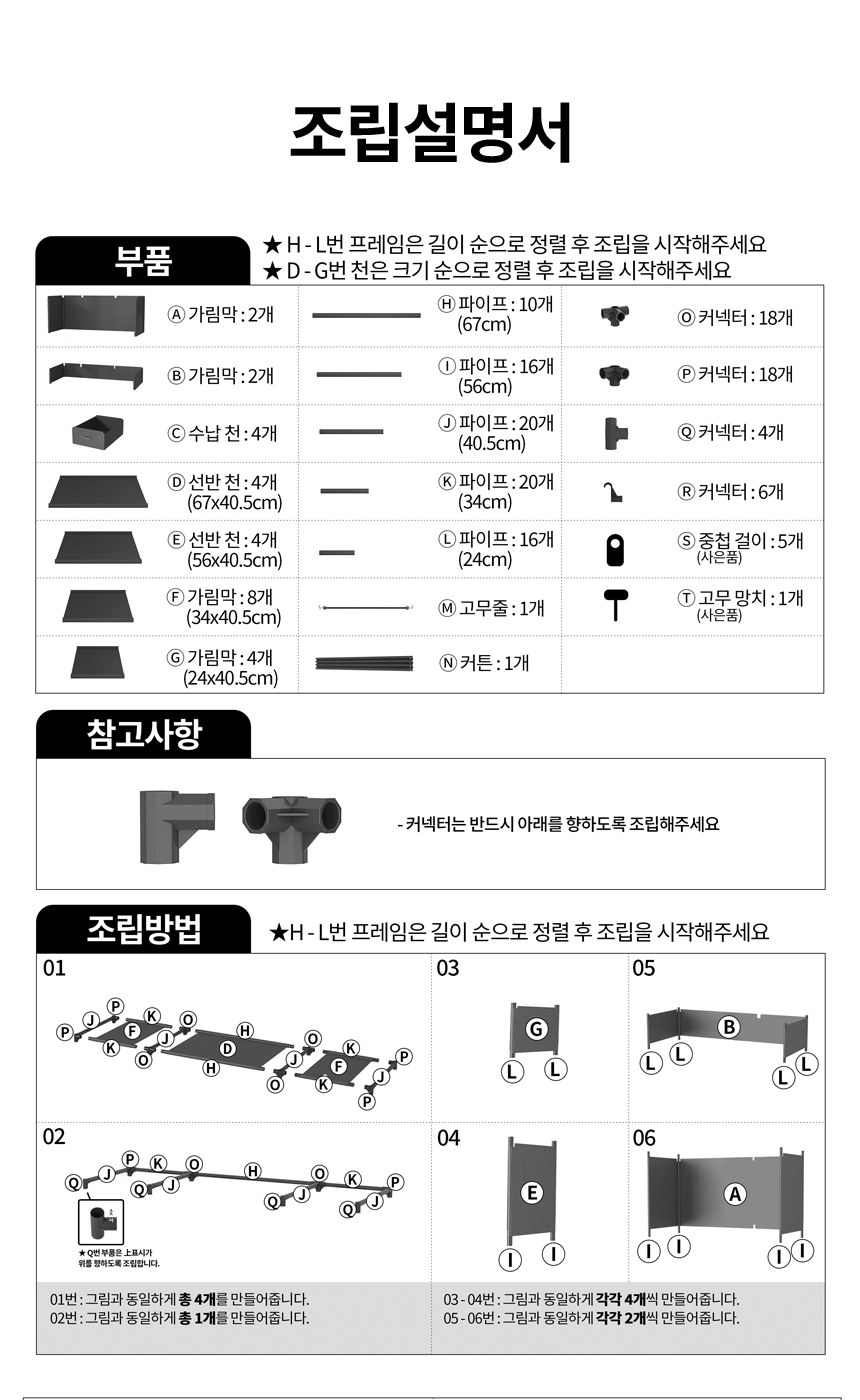 조립설명서
부품
★ H - L번 프레임은 길이 순으로 정렬 후 조립을 시작해주세요
★ D - G번 천은 크기 순으로 정렬 후 조립을 시작해주세요
Ⓐ 가림막 : 2개
Ⓗ 파이프 : 10개
(67cm)
Ⓞ 커넥터 : 18개
Ⓑ 가림막 : 2개
Ⓘ 파이프 : 16개
(56cm)
Ⓟ 커넥터 : 18개
Ⓒ 수납 천 : 4개
Ⓙ 파이프 : 20개
(40.5cm)
Ⓠ 커넥터 : 4개
Ⓓ 선반 천 : 4개
(67x40.5cm)
Ⓚ 파이프 : 20개
(34cm)
Ⓡ 커넥터 : 6개
Ⓔ 선반 천 : 4개
(56x40.5cm)
Ⓛ 파이프 : 16개
(24cm)
Ⓢ 중첩 걸이 : 5개
(사은품)
Ⓕ 가림막 : 8개
(34x40.5cm)
Ⓜ 고무줄 : 1개
Ⓣ 고무 망치 : 1개
(사은품)
Ⓖ 가림막 : 4개
(24x40.5cm)
Ⓝ 커튼 : 1개
참고사항
- 커넥터는 반드시 아래를 향하도록 조립해주세요
조립방법
★H - L번 프레임은 길이 순으로 정렬 후 조립을 시작해주세요
01
P J P K F K O J O H D H O J O K F K P J P
03
G
L L
05
B
L L L L
02
P K O H O K P
Q J Q J Q J Q J
상
★ Q번 부품은 上표시가
위를 향하도록 조립합니다.
04
E
I I
06
A
I I I I
01번 : 그림과 동일하게 총 4개를 만들어줍니다.
02번 : 그림과 동일하게 총 1개를 만들어줍니다.
03 - 04번 : 그림과 동일하게 각각 4개씩 만들어줍니다.
05 - 06번 : 그림과 동일하게 각각 2개씩 만들어줍니다.